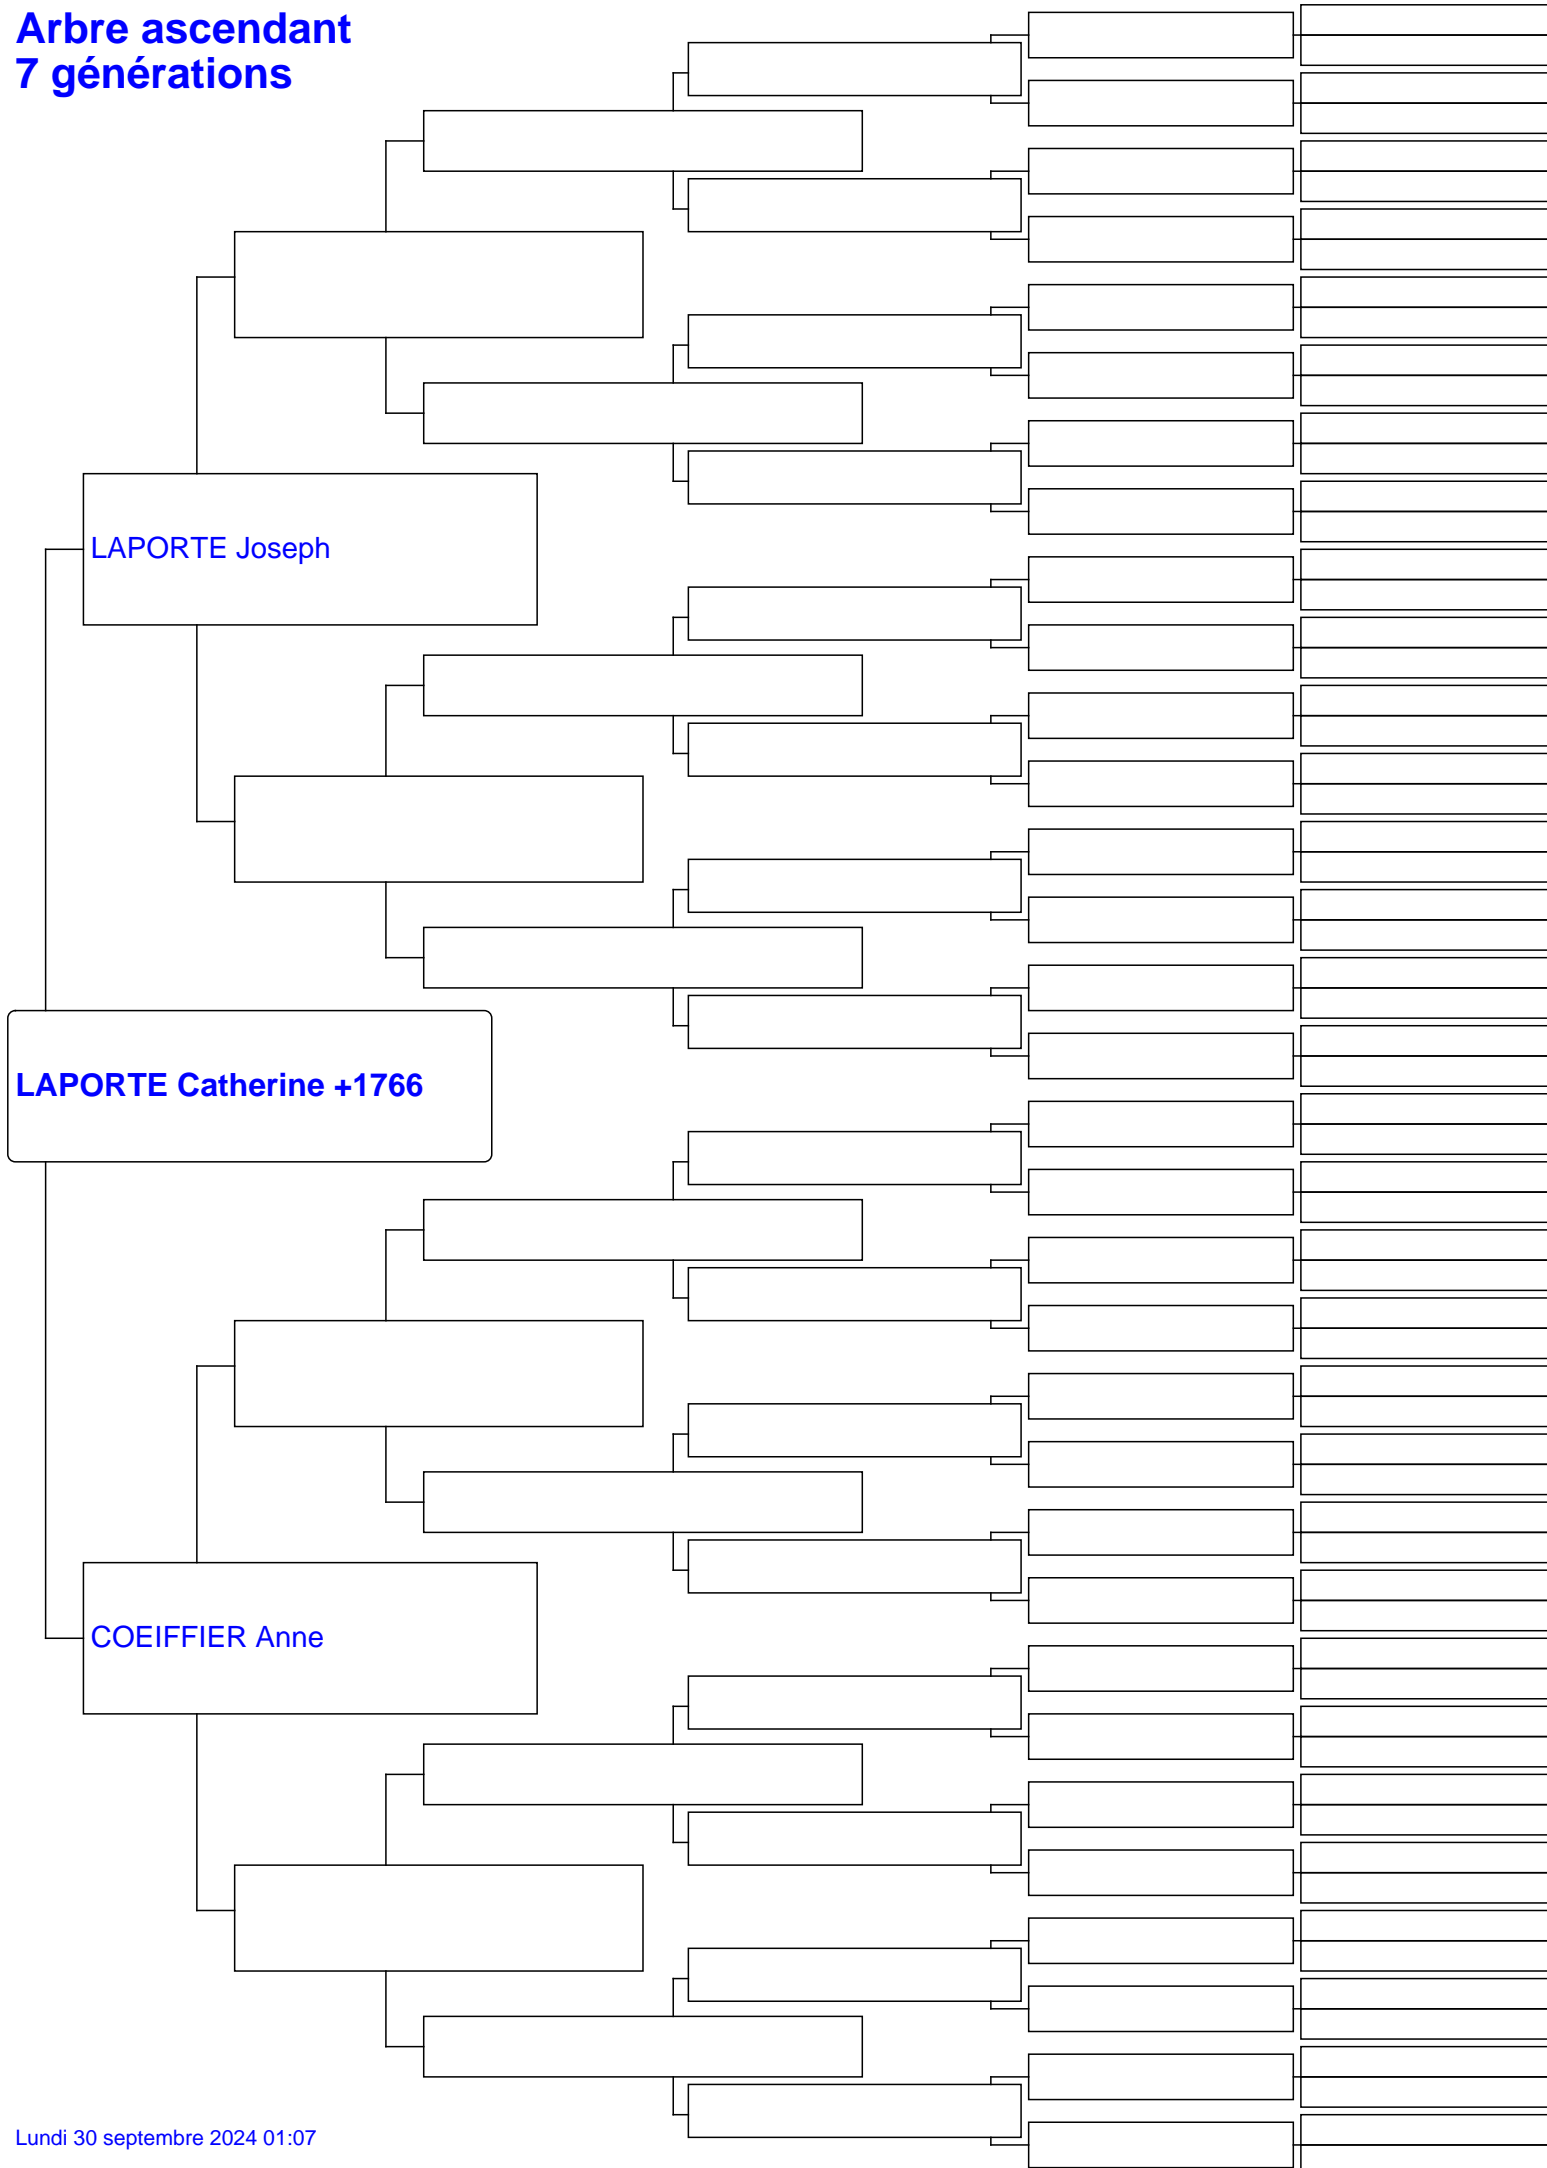 Arbre ascendant
7 générations
LAPORTE Joseph
LAPORTE Catherine +1766
COEIFFIER Anne
Lundi 30 septembre 2024 01:07